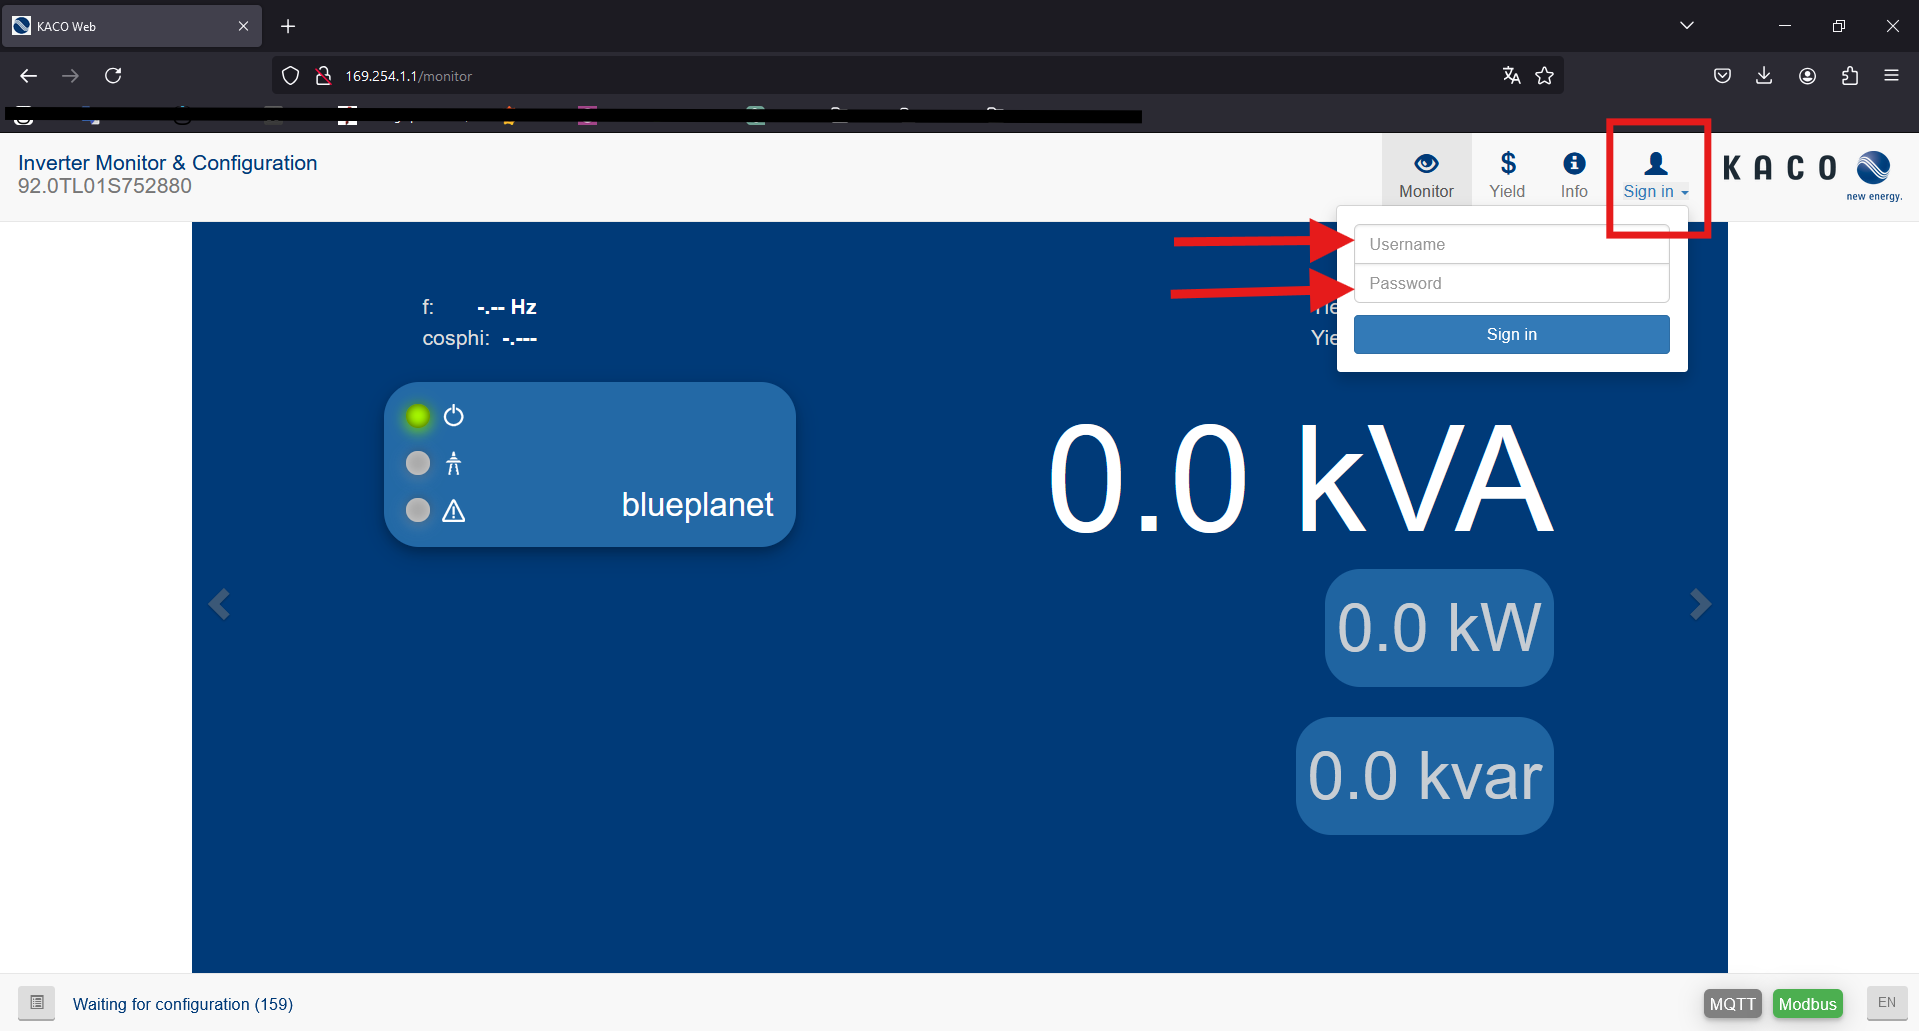 KACO Web
169.254.1.1/monitor
Inverter Monitor & Configuration
92.0TL01S752880
Monitor
Yield
Info
Sign in
KACO
new energy.
Username
Password
Sign in
f: -.-- Hz
cosphi: -.---
Yie
Yie
blueplanet
0.0 kVA
0.0 kW
0.0 kvar
Waiting for configuration (159)
MQTT
Modbus
EN